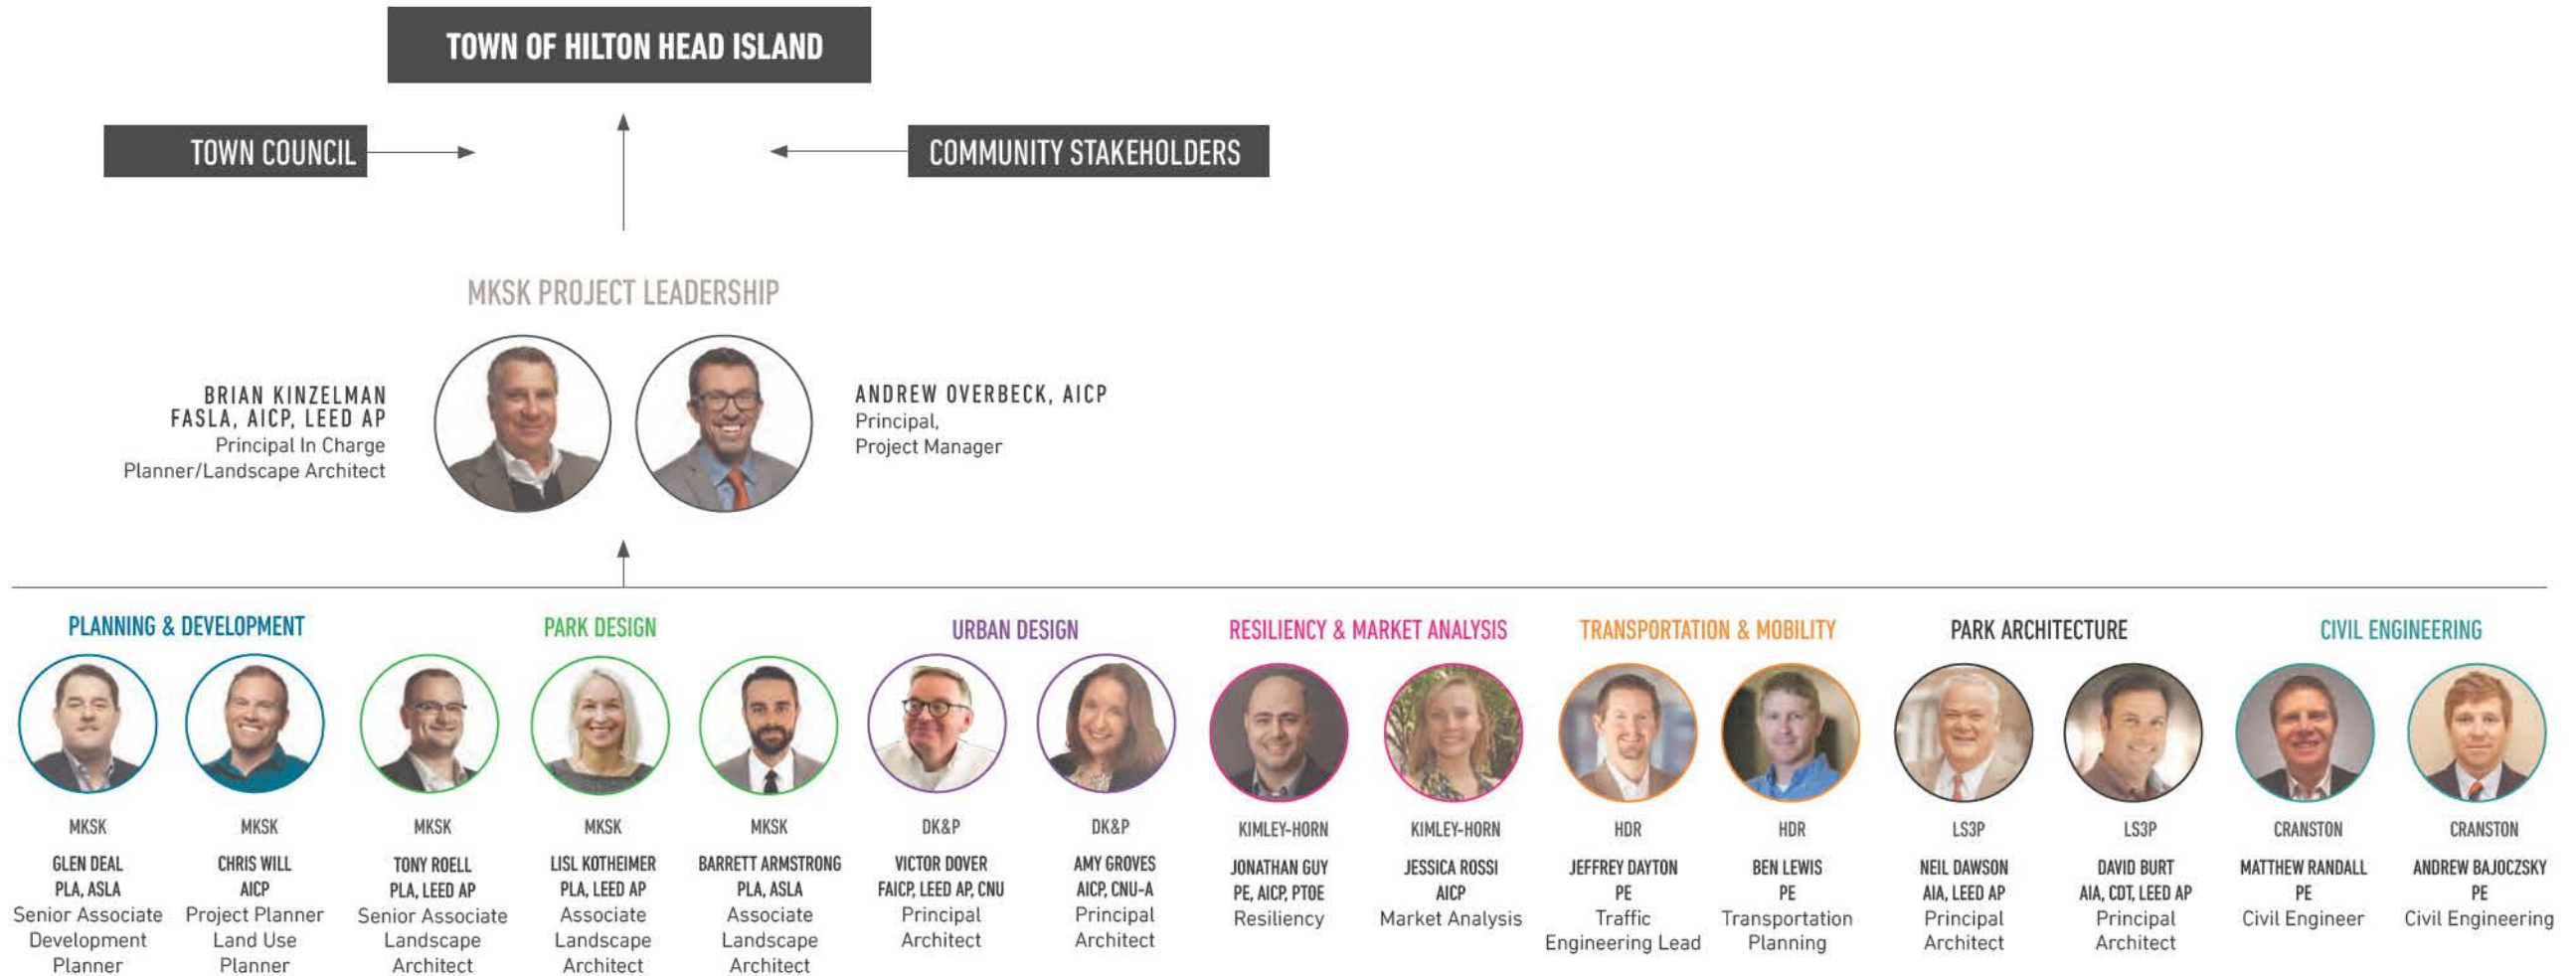 TOWN OF HILTON HEAD ISLAND
TOWN COUNCIL
COMMUNITY STAKEHOLDERS
MKSK PROJECT LEADERSHIP
BRIAN KINZELMAN
FASLA, AICP, LEED AP
Principal In Charge
Planner/Landscape Architect
ANDREW OVERBECK, AICP
Principal,
Project Manager
PLANNING & DEVELOPMENT
MKSK
GLEN DEAL
PLA, ASLA
Senior Associate
Development
Planner
MKSK
CHRIS WILL
AICP
Project Planner
Land Use
Planner
PARK DESIGN
MKSK
TONY ROELL
PLA, LEED AP
Senior Associate
Landscape
Architect
MKSK
LISL KOTHEIMER
PLA, LEED AP
Associate
Landscape
Architect
MKSK
BARRETT ARMSTRONG
PLA, ASLA
Associate
Landscape
Architect
URBAN DESIGN
DK&P
VICTOR DOVER
FAICP, LEED AP, CNU
Principal
Architect
DK&P
AMY GROVES
AICP, CNU-A
Principal
Architect
RESILIENCY & MARKET ANALYSIS
KIMLEY-HORN
JONATHAN GUY
PE, AICP, PTOE
Resiliency
KIMLEY-HORN
JESSICA ROSSI
AICP
Market Analysis
TRANSPORTATION & MOBILITY
HDR
JEFFREY DAYTON
PE
Traffic
Engineering Lead
HDR
BEN LEWIS
PE
Transportation
Planning
PARK ARCHITECTURE
LS3P
NEIL DAWSON
AIA, LEED AP
Principal
Architect
LS3P
DAVID BURT
AIA, CDT, LEED AP
Principal
Architect
CIVIL ENGINEERING
CRANSTON
MATTHEW RANDALL
PE
Civil Engineer
CRANSTON
ANDREW BAJOCZSKY
PE
Civil Engineering